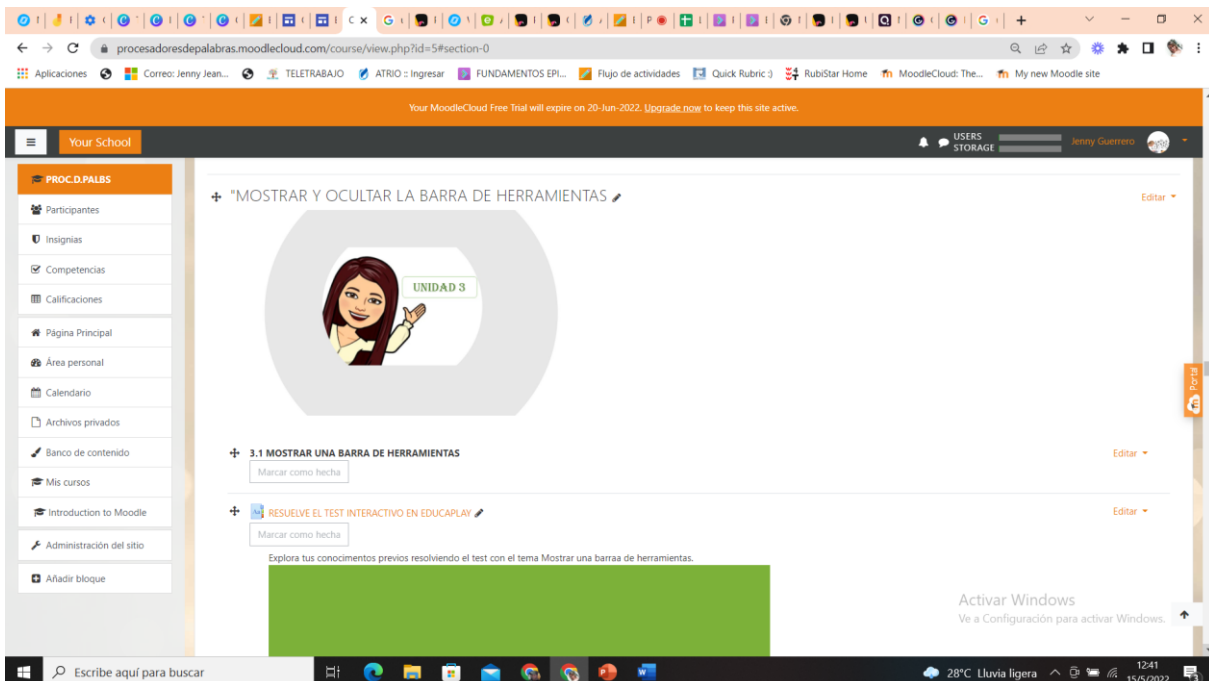 procesadoresdepalabras.moodlecloud.com/course/view.php?id=5#section-0
Aplicaciones
Correo: Jenny Jean...
TELETRABAJO
ATRIO :: Ingresar
FUNDAMENTOS EPI...
Flujo de actividades
Quick Rubric :)
RubiStar Home
MoodleCloud: The...
My new Moodle site
Your MoodleCloud Free Trial will expire on 20-Jun-2022. Upgrade now to keep this site active.
Your School
USERS
STORAGE
Jenny Guerrero
PROC.D.PALBS
Participantes
Insignias
Competencias
Calificaciones
Página Principal
Área personal
Calendario
Archivos privados
Banco de contenido
Mis cursos
Introduction to Moodle
Administración del sitio
Añadir bloque
"MOSTRAR Y OCULTAR LA BARRA DE HERRAMIENTAS
Editar
UNIDAD 3
3.1 MOSTRAR UNA BARRA DE HERRAMIENTAS
Editar
Marcar como hecha
RESUELVE EL TEST INTERACTIVO EN EDUCAPLAY
Editar
Marcar como hecha
Explora tus conocimientos previos resolviendo el test con el tema Mostrar una barraa de herramientas.
Portal
Activar Windows
Ve a Configuración para activar Windows.
Escribe aquí para buscar
28°C Lluvia ligera
12:41
15/5/2022